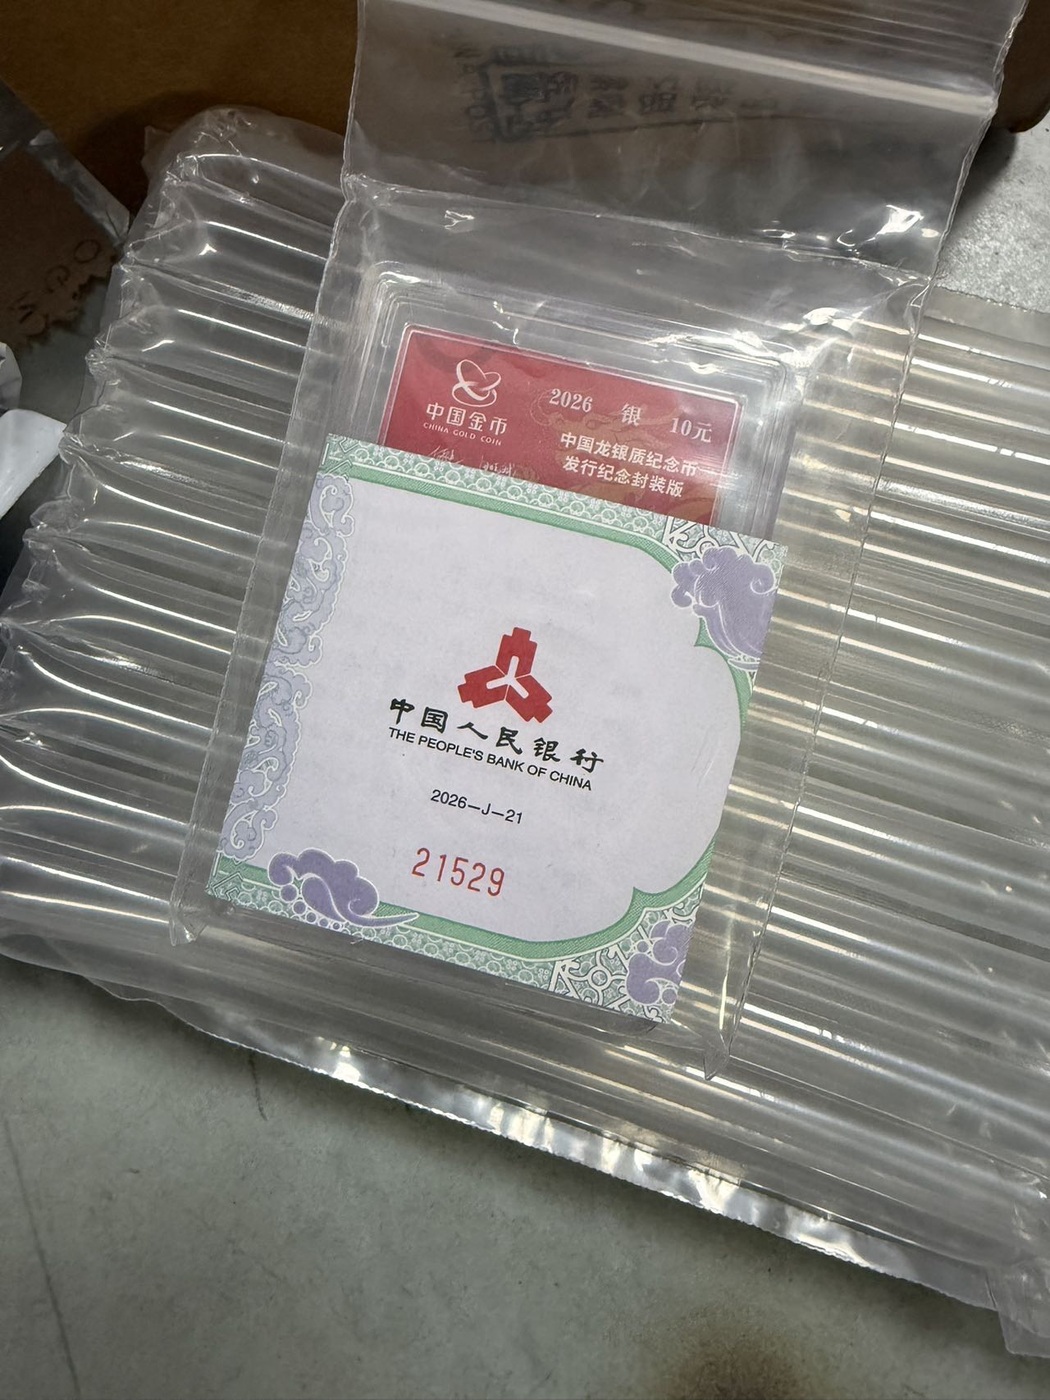 中国金币
CHINA GOLD COIN
2026 银 10元
中国龙银质纪念币
发行纪念封装版
中国人民银行
THE PEOPLE'S BANK OF CHINA
2026—J—21
21529